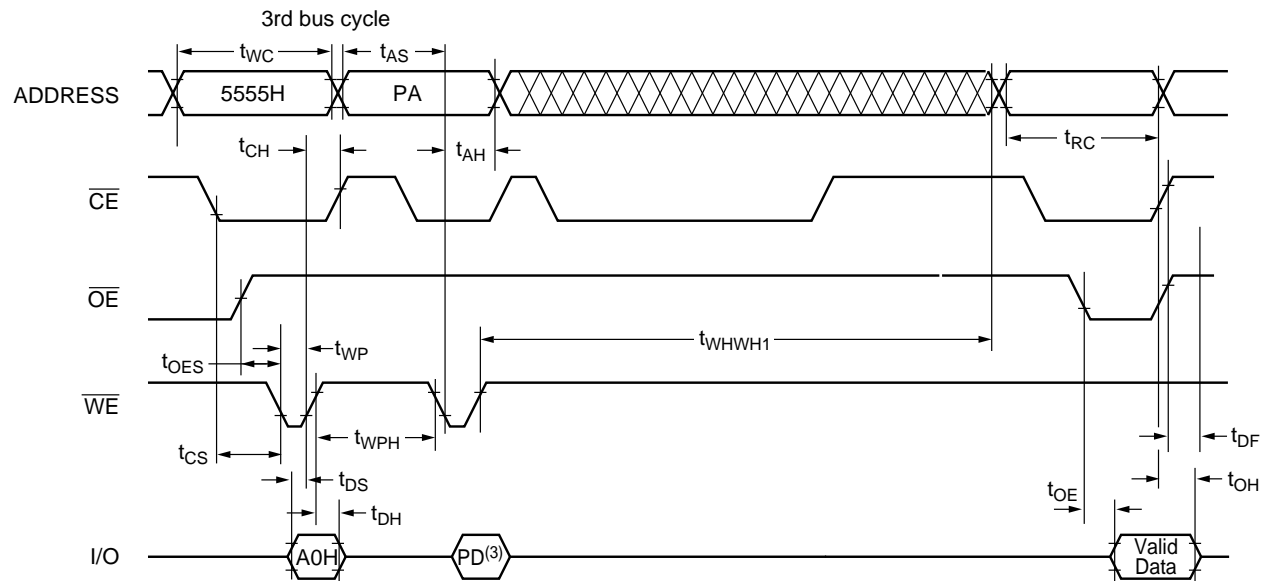 3rd bus cycle
tWC
tAS
ADDRESS
5555H
PA
tCH
tAH
tRC
CE
OE
tWHWH1
tWP
tOES
WE
tWPH
tCS
tDF
tDS
tOE
tOH
tDH
I/O
A0H
PD(3)
Valid
Data